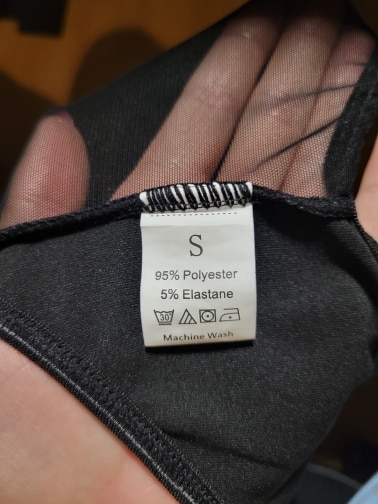 S
95% Polyester
5% Elastane
30
Machine Wash